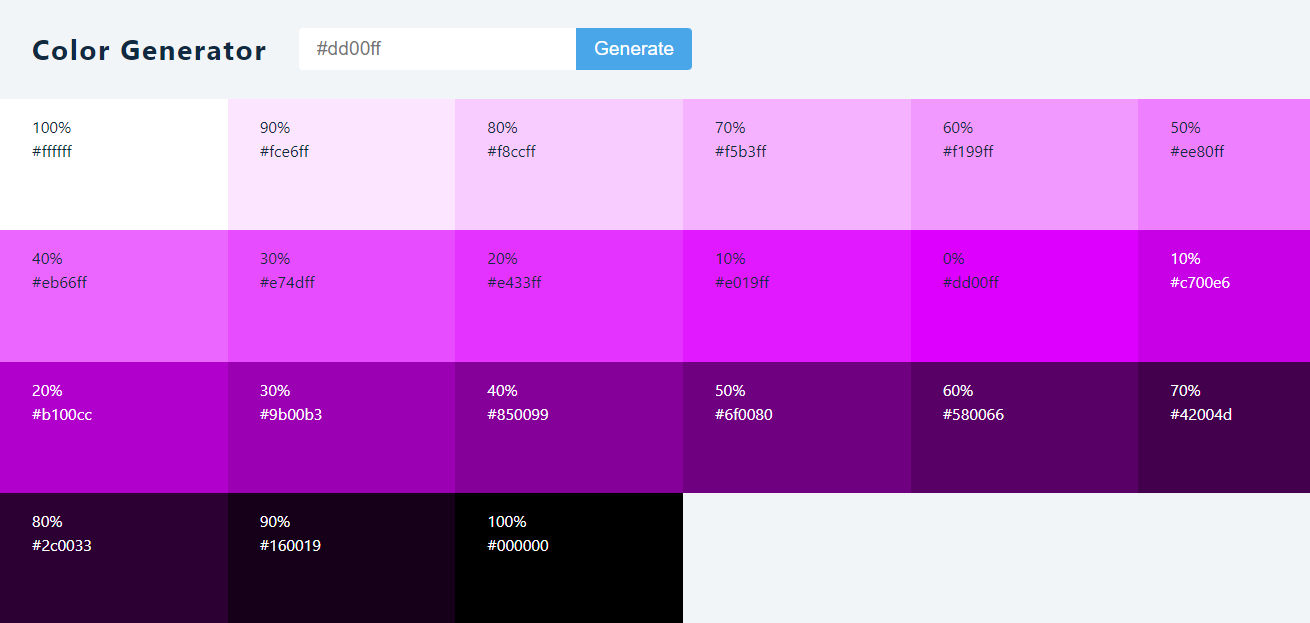 Color Generator
#dd00ff
Generate
100%
#ffffff
90%
#fce6ff
80%
#f8ccff
70%
#f5b3ff
60%
#f199ff
50%
#ee80ff
40%
#eb66ff
30%
#e74dff
20%
#e433ff
10%
#e019ff
0%
#dd00ff
10%
#c700e6
20%
#b100cc
30%
#9b00b3
40%
#850099
50%
#6f0080
60%
#580066
70%
#42004d
80%
#2c0033
90%
#160019
100%
#000000